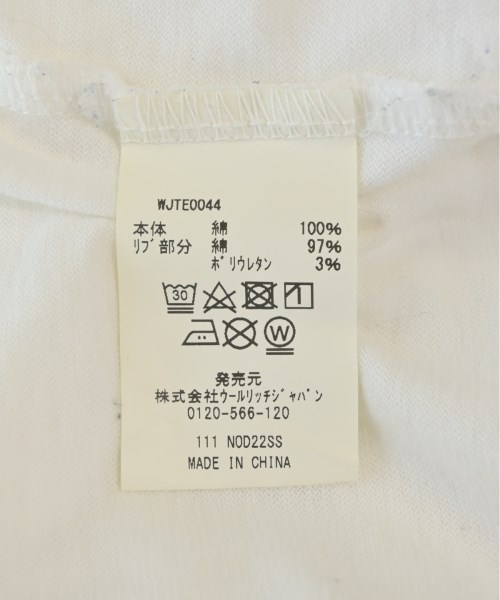 WJTE0044
本体 綿 100%
リブ部分 綿 97%
ポリウレタン 3%
30
W
発売元
株式会社ウールリッチジャパン
0120-566-120
111 NOD22SS
MADE IN CHINA